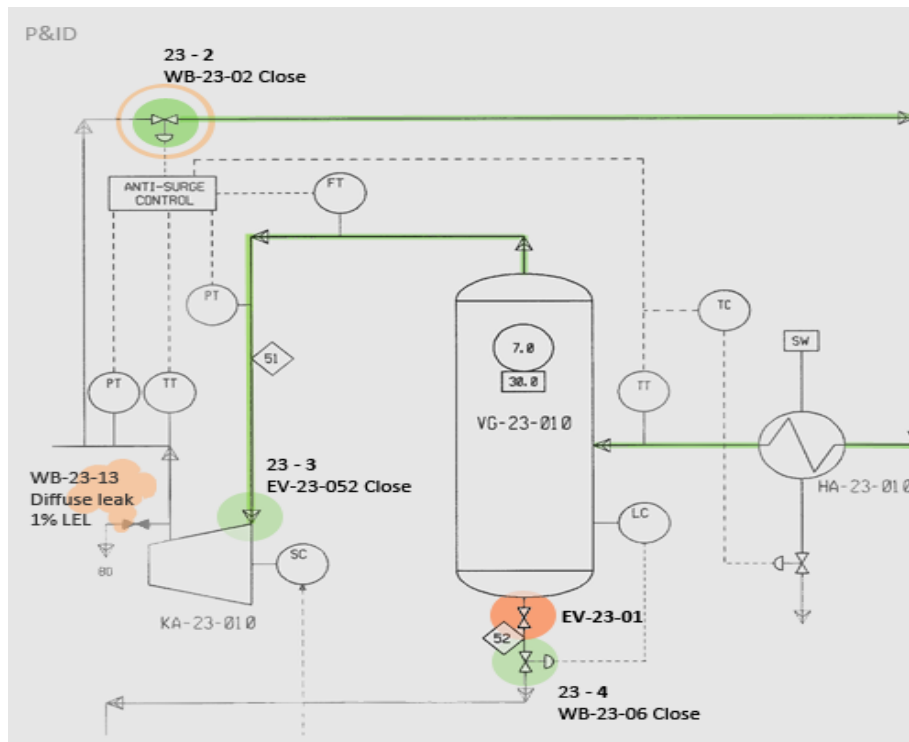 P&ID
23 - 2
WB-23-02 Close
ANTI-SURGE
CONTROL
FT
PT
TC
51
7.0
30.0
SW
PT
TT
TT
VG-23-010
WB-23-13
Diffuse leak
1% LEL
23 - 3
EV-23-052 Close
HA-23-010
LC
BD
SC
KA-23-010
EV-23-01
52
23 - 4
WB-23-06 Close